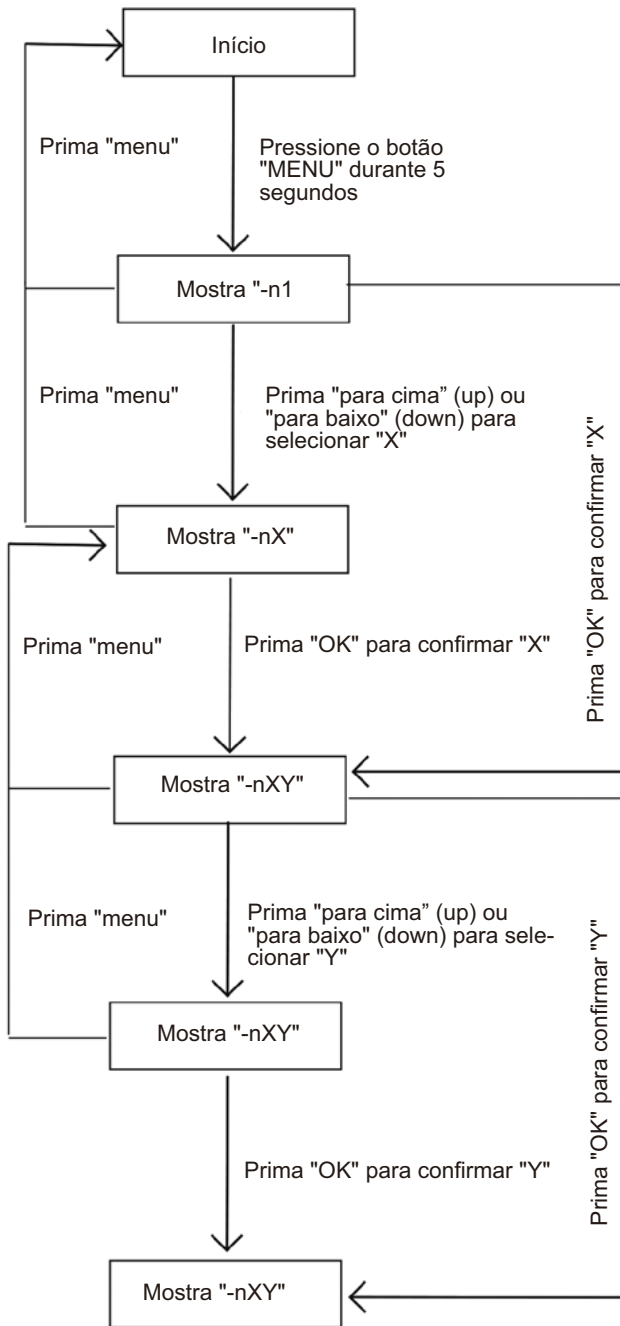 Início
Prima "menu"
Pressione o botão
"MENU" durante 5
segundos
Mostra "-n1
Prima "menu"
Prima "para cima” (up) ou
"para baixo" (down) para
selecionar "X"
Prima "OK" para confirmar "X"
Mostra "-nX"
Prima "menu"
Prima "OK" para confirmar "X"
Mostra "-nXY"
Prima "menu"
Prima "para cima” (up) ou
"para baixo" (down) para sele-
cionar "Y"
Prima "OK" para confirmar "Y"
Mostra "-nXY"
Prima "OK" para confirmar "Y"
Mostra "-nXY"